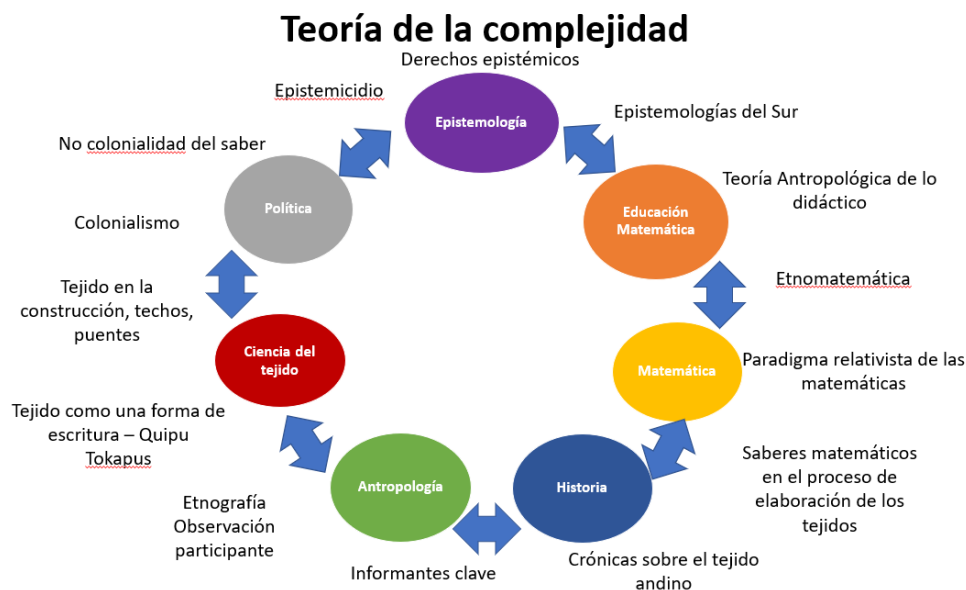 Teoría de la complejidad
Derechos epistémicos
Epistemicidio
Epistemología
Epistemologías del Sur
No colonialidad del saber
Teoría Antropológica de lo
didáctico
Política
Educación
Matemática
Colonialismo
Etnomatemática
Tejido en la
construcción, techos,
puentes
Ciencia del
tejido
Matemática
Paradigma relativista de las
matemáticas
Tejido como una forma de
escritura – Quipu
Tokapus
Saberes matemáticos
en el proceso de
elaboración de los
tejidos
Antropología
Historia
Etnografía
Observación
participante
Informantes clave
Crónicas sobre el tejido
andino